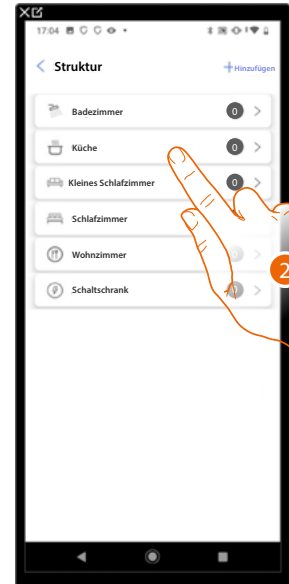 17:04
Struktur
Hinzufügen
Badezimmer 0
Küche 0
Kleines Schlafzimmer 0
Schlafzimmer
Wohnzimmer
Schaltschrank
2